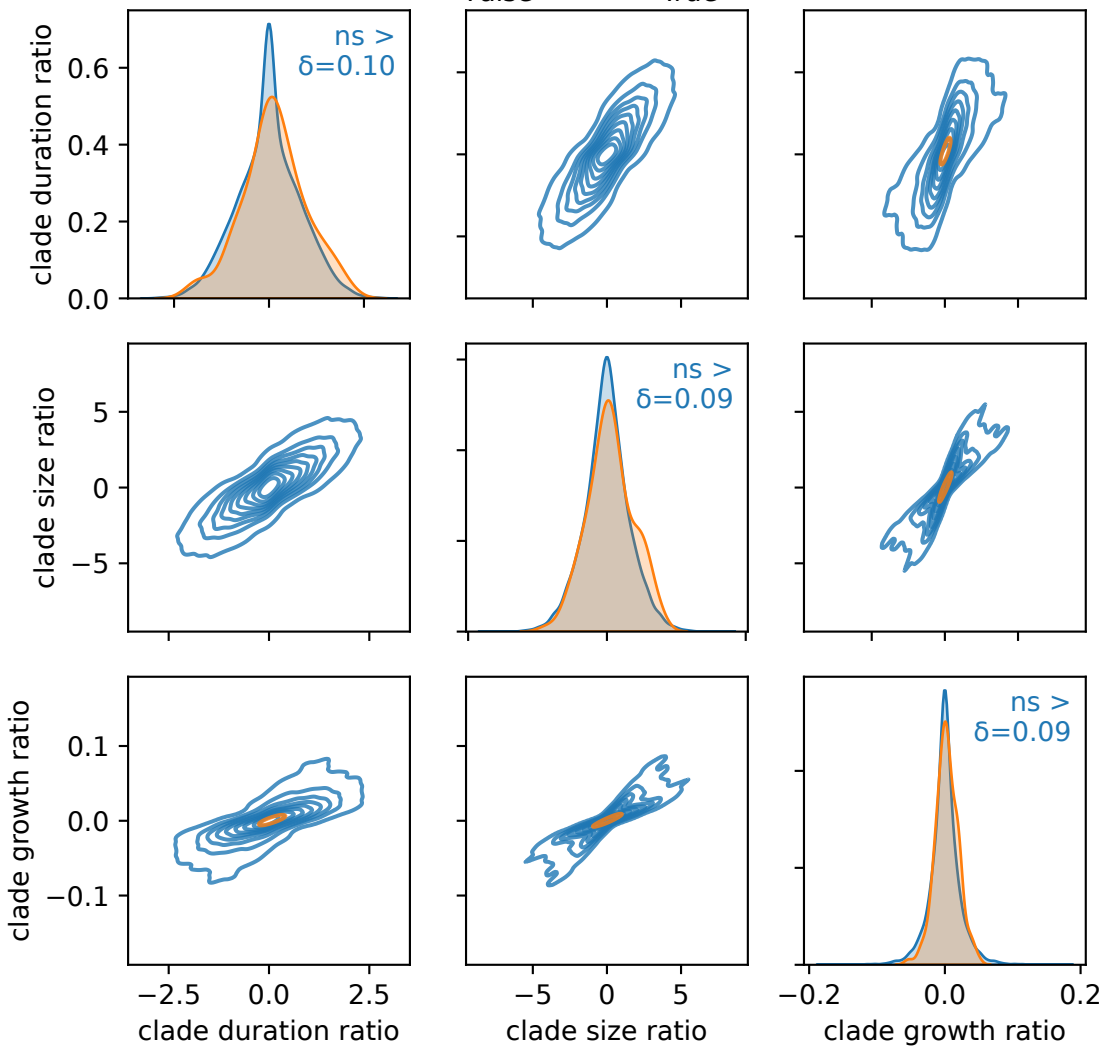 clade duration ratio
0.6
0.4
0.2
0.0
ns >
δ=0.10
clade size ratio
5
0
−5
ns >
δ=0.09
clade growth ratio
0.1
0.0
−0.1
ns >
δ=0.09
−2.5 0.0 2.5
−5 0 5
−0.2 0.0 0.2
clade duration ratio
clade size ratio
clade growth ratio